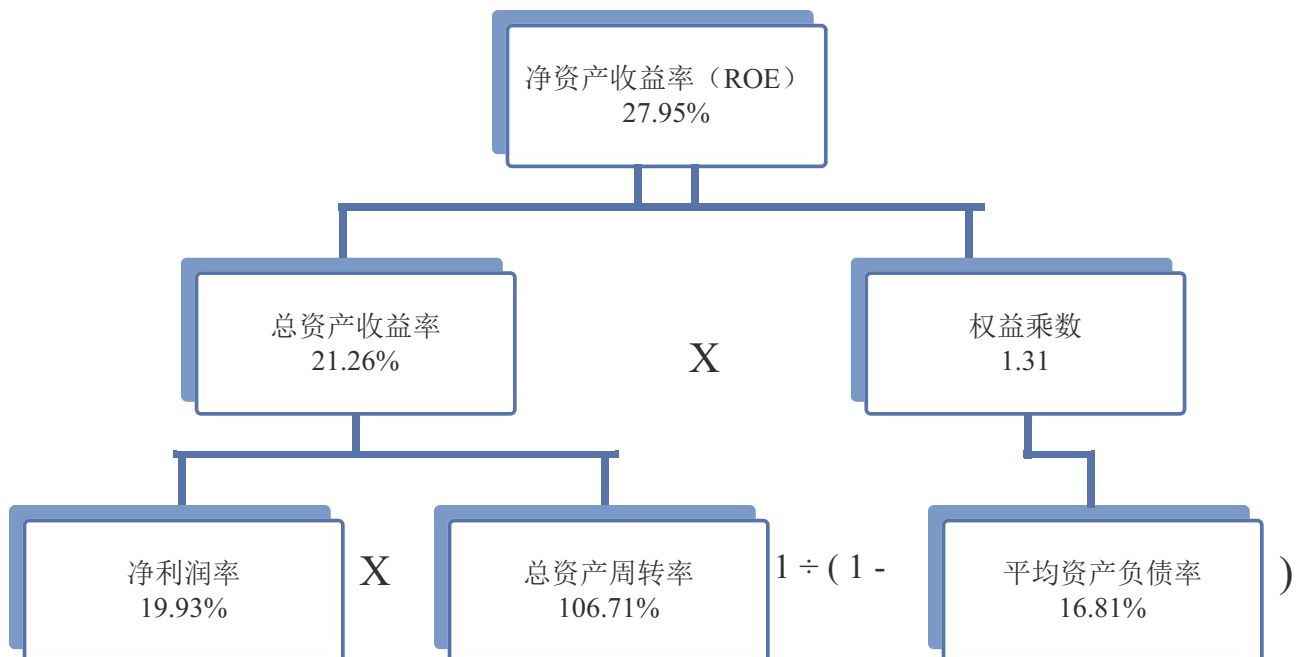 净资产收益率（ROE）
27.95%
总资产收益率
21.26%
X
权益乘数
1.31
净利润率
19.93%
X
总资产周转率
106.71%
1 ÷ ( 1 -
平均资产负债率
16.81%
)